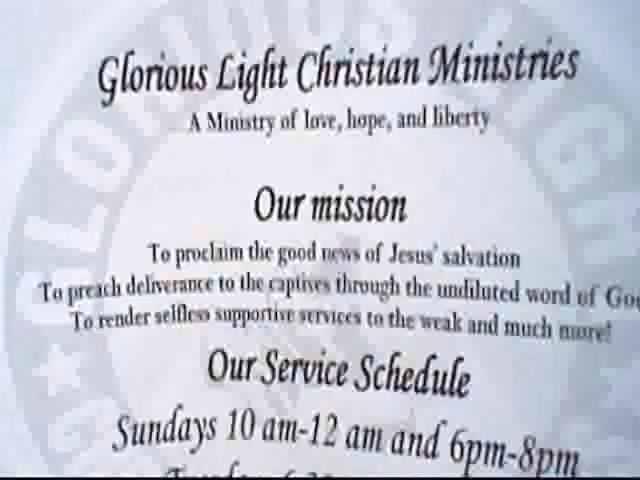 Glorious Light Christian Ministries
A Ministry of love, hope, and liberty
Our mission
To proclaim the good news of Jesus' salvation
To preach deliverance to the captives through the undiluted word of God
To render selfless supportive services to the weak and much more!
Our Service Schedule
Sundays 10 am-12 am and 6pm-8pm